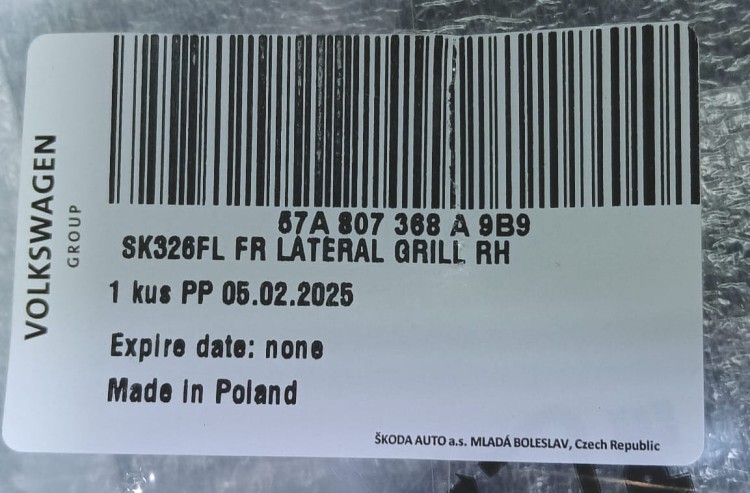 VOLKSWAGEN
GROUP
57A 807 368 A 9B9
SK326FL FR LATERAL GRILL RH
1 kus PP 05.02.2025
Expire date: none
Made in Poland
ŠKODA AUTO a.s. MLADÁ BOLESLAV, Czech Republic